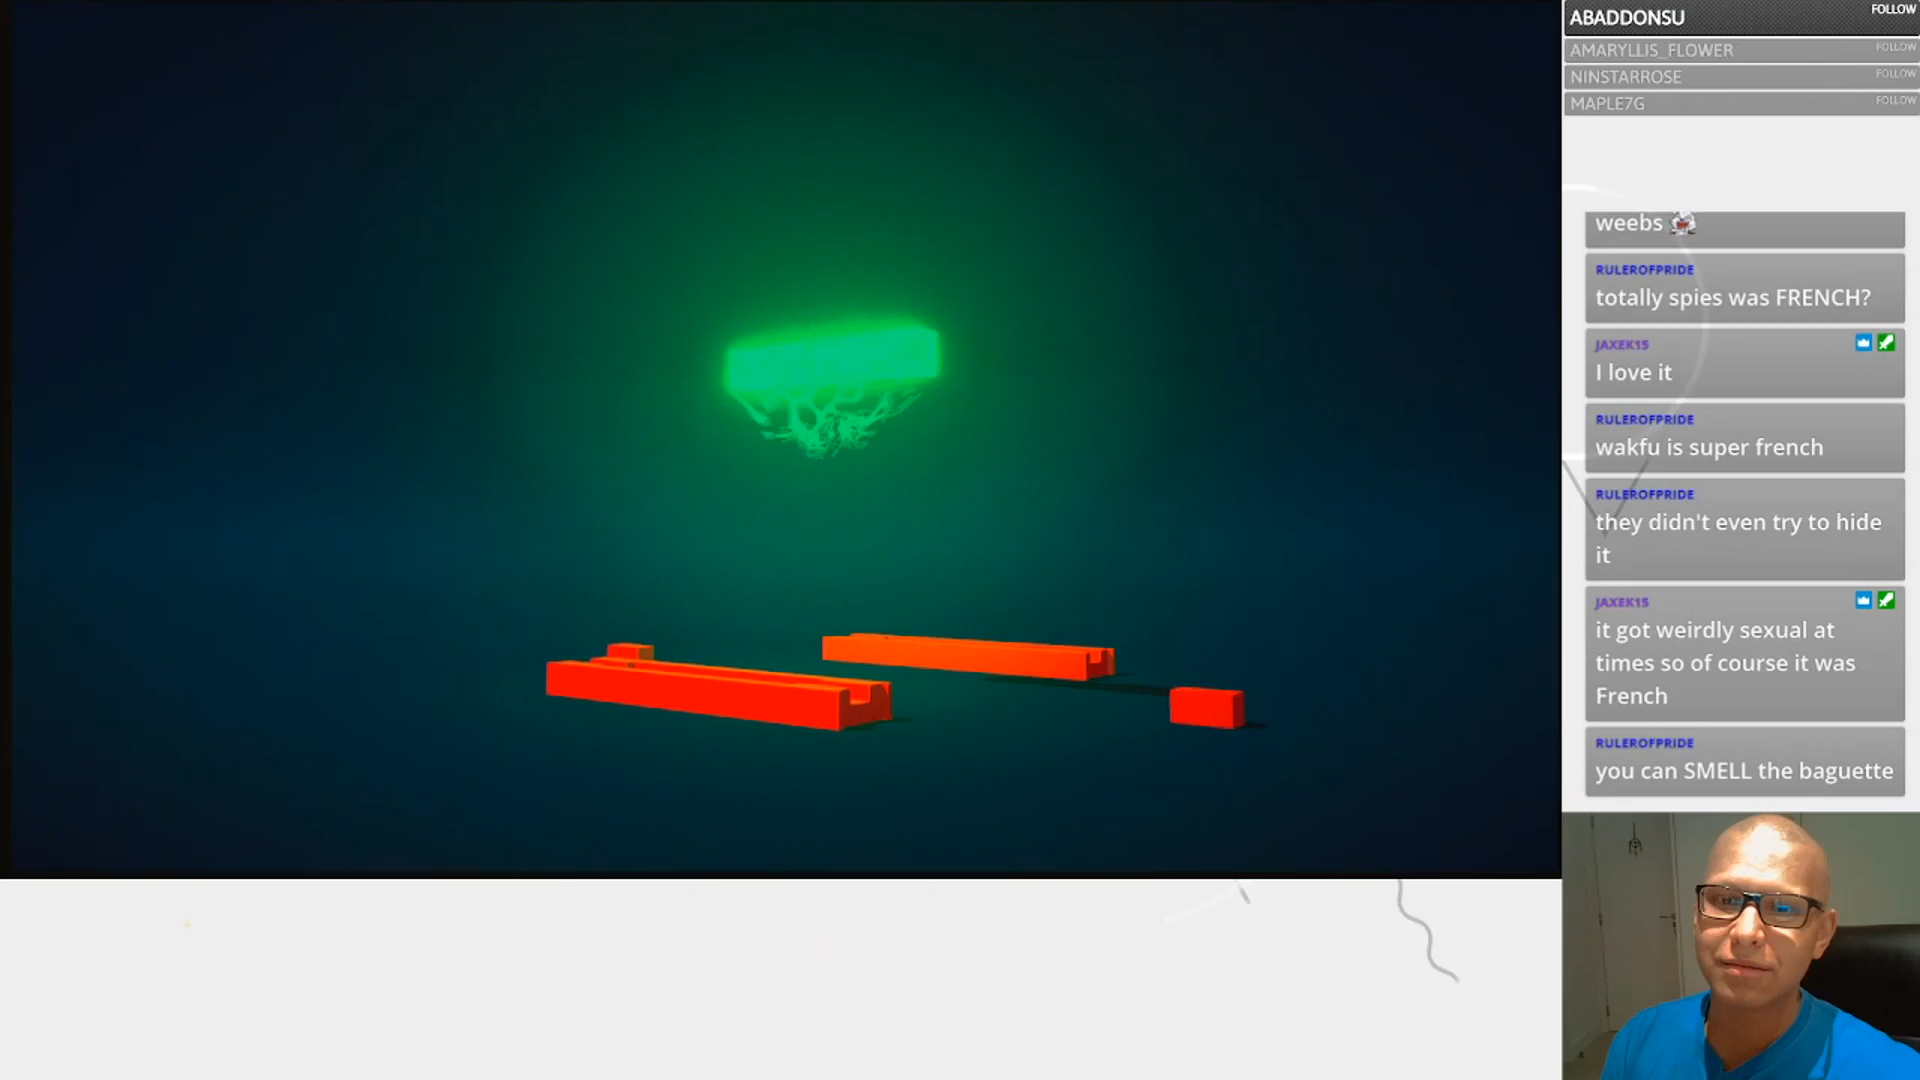 ABADDONSU FOLLOW
AMARYLLIS_FLOWER FOLLOW
NINSTARROSE FOLLOW
MAPLE7G FOLLOW
weebs
RULEROFPRIDE
totally spies was FRENCH?
JAXEK15
I love it
RULEROFPRIDE
wakfu is super french
RULEROFPRIDE
they didn't even try to hide
it
JAXEK15
it got weirdly sexual at
times so of course it was
French
RULEROFPRIDE
you can SMELL the baguette